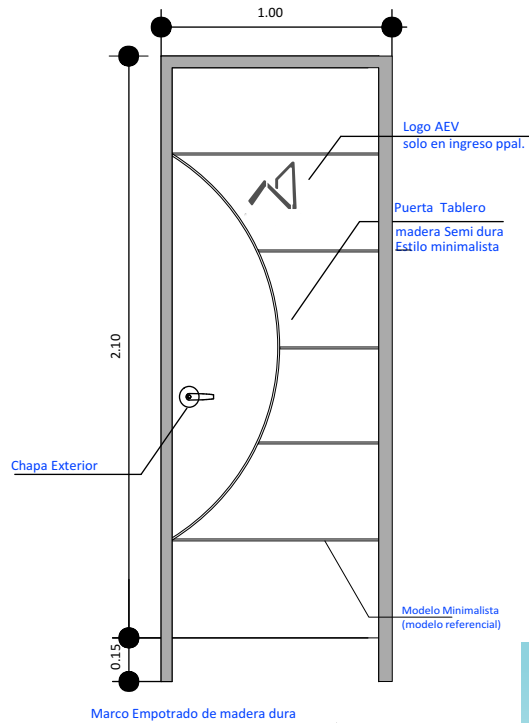 1.00
Logo AEV
solo en ingreso ppal.
Puerta Tablero
madera Semi dura
Estilo minimalista
2.10
Chapa Exterior
Modelo Minimalista
(modelo referencial)
0.15
Marco Empotrado de madera dura